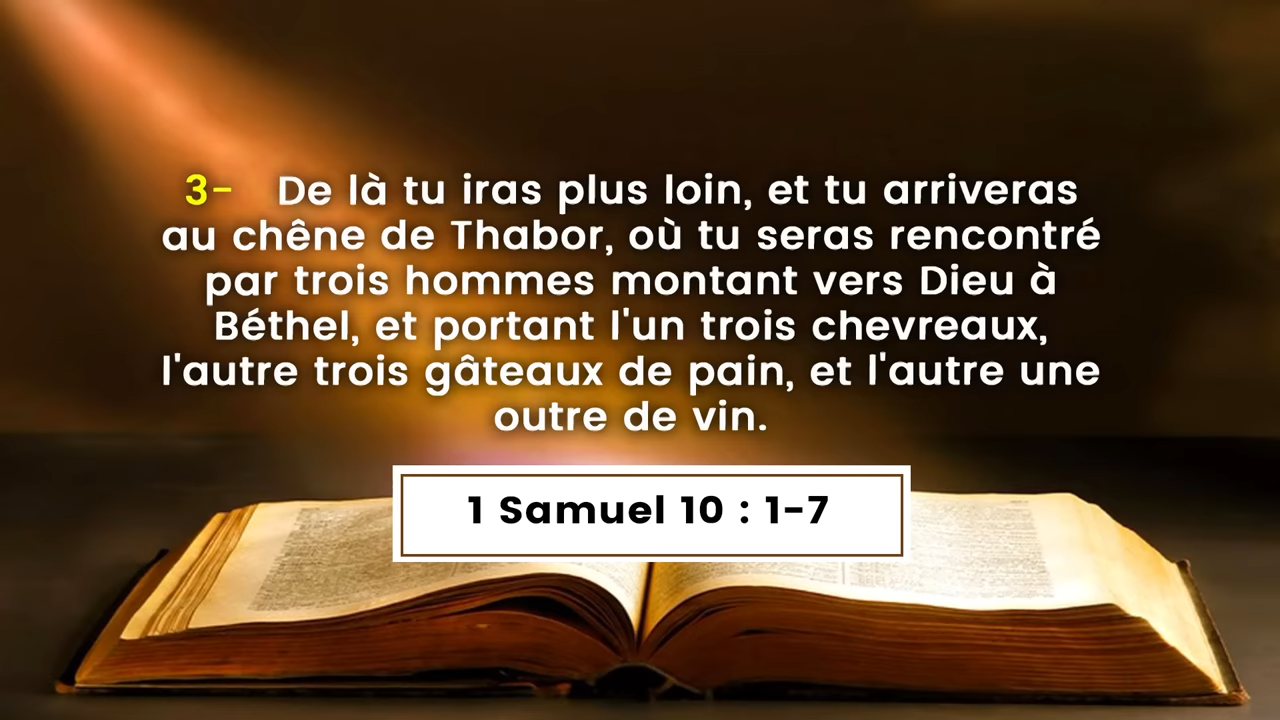 3- De là tu iras plus loin, et tu arriveras
au chêne de Thabor, où tu seras rencontré
par trois hommes montant vers Dieu à
Béthel, et portant l'un trois chevreaux,
l'autre trois gâteaux de pain, et l'autre une
outre de vin.
1 Samuel 10 : 1-7